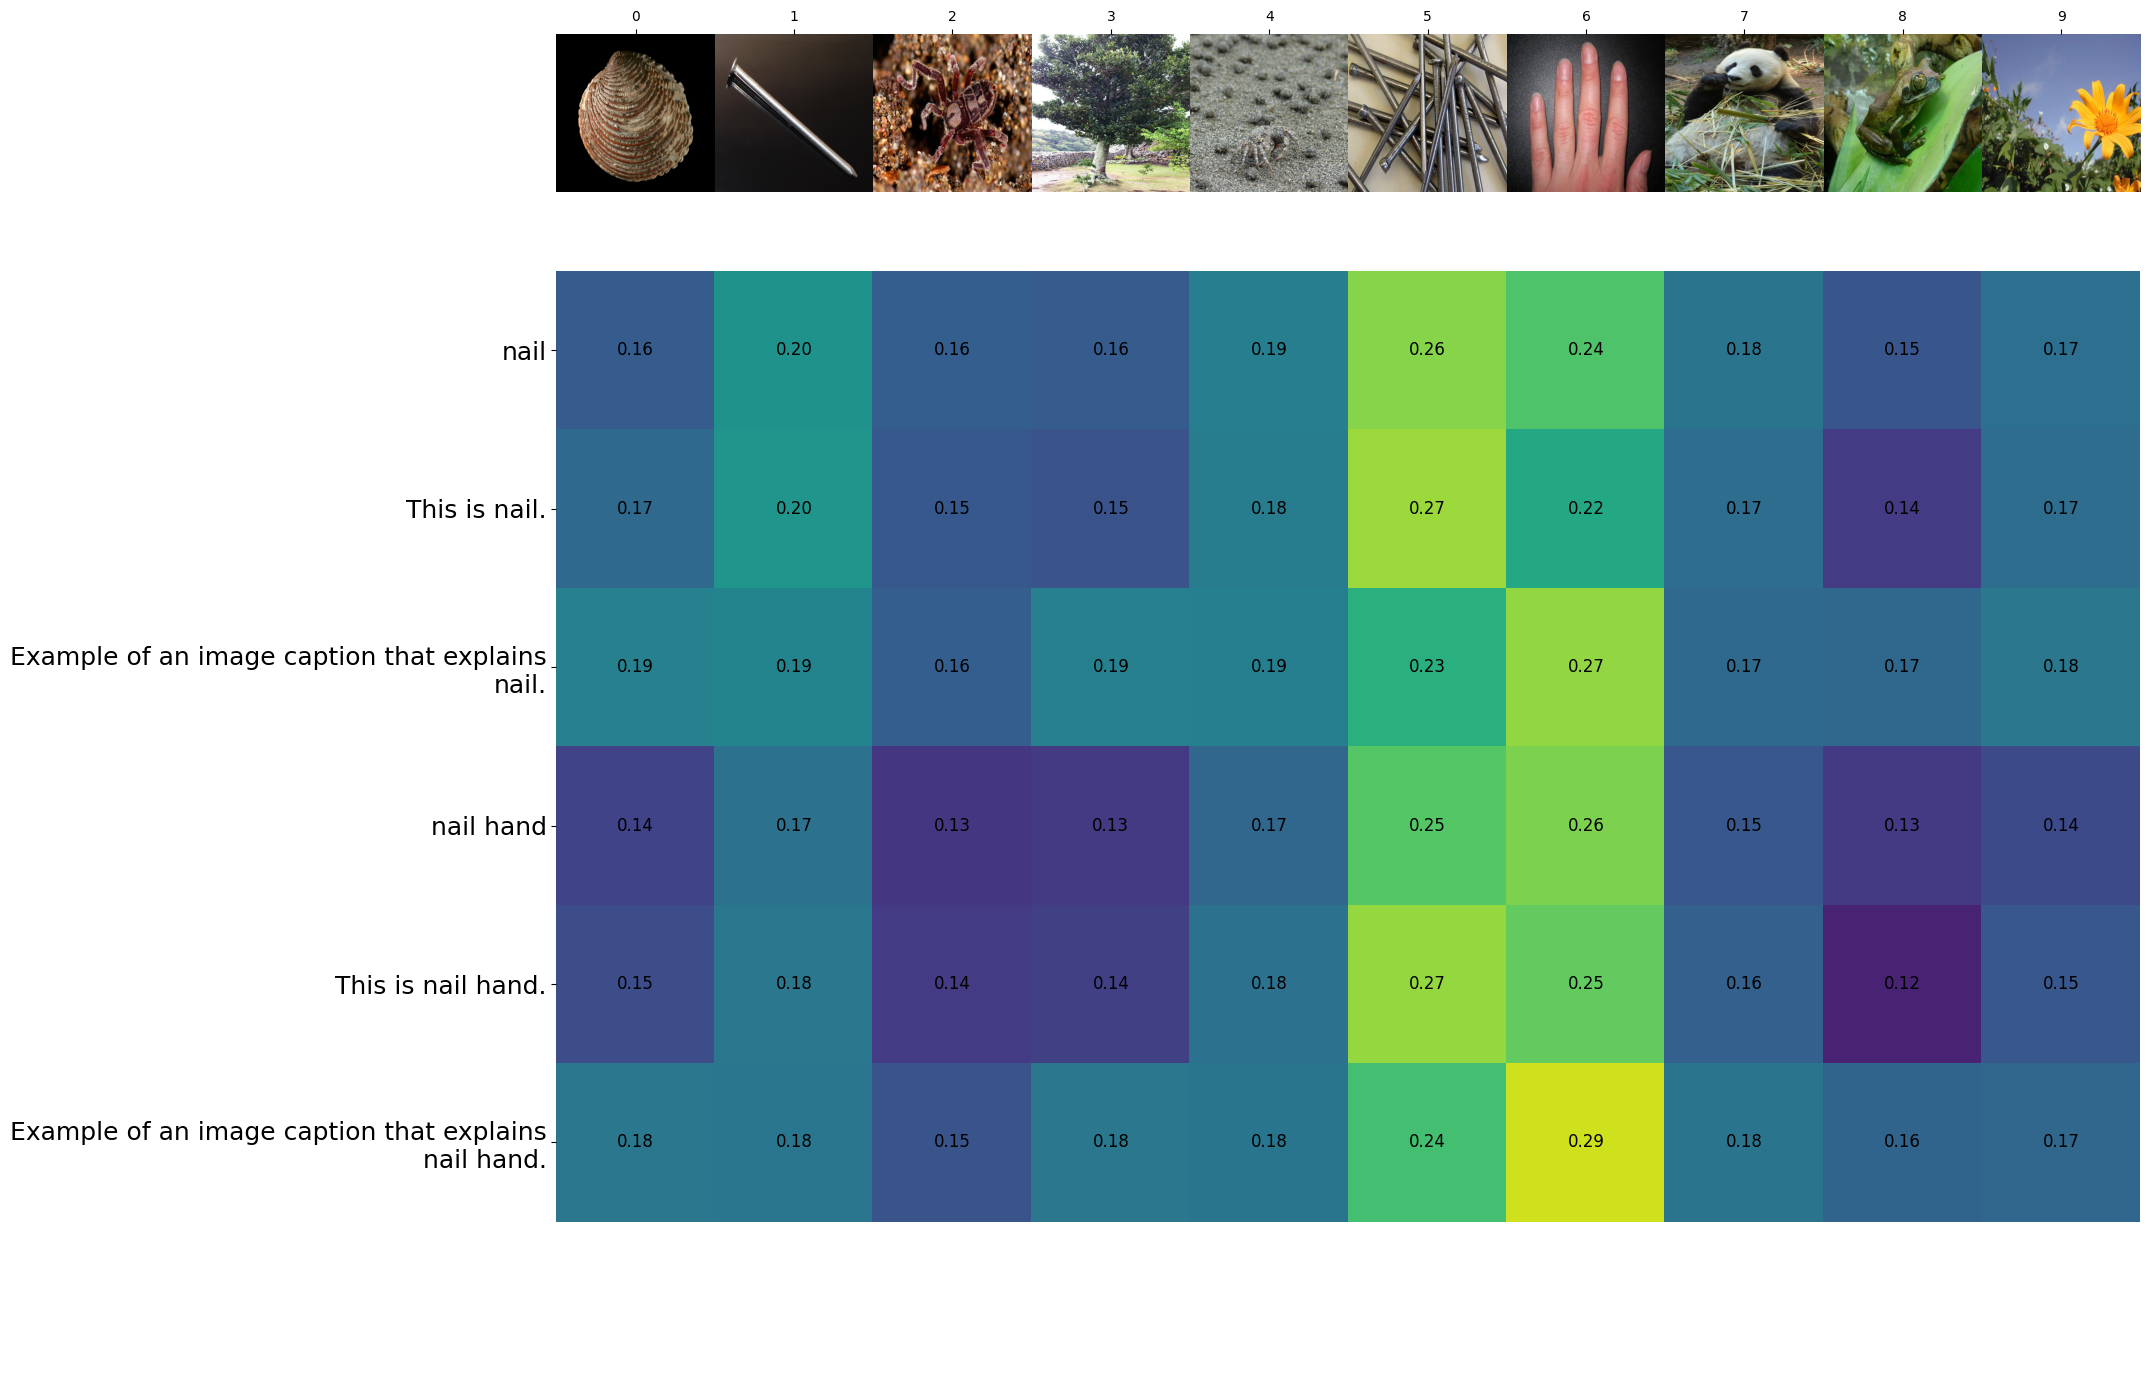 0 1 2 3 4 5 6 7 8 9
nail 0.16 0.20 0.16 0.16 0.19 0.26 0.24 0.18 0.15 0.17
This is nail. 0.17 0.20 0.15 0.15 0.18 0.27 0.22 0.17 0.14 0.17
Example of an image caption that explains
nail. 0.19 0.19 0.16 0.19 0.19 0.23 0.27 0.17 0.17 0.18
nail hand 0.14 0.17 0.13 0.13 0.17 0.25 0.26 0.15 0.13 0.14
This is nail hand. 0.15 0.18 0.14 0.14 0.18 0.27 0.25 0.16 0.12 0.15
Example of an image caption that explains
nail hand. 0.18 0.18 0.15 0.18 0.18 0.24 0.29 0.18 0.16 0.17